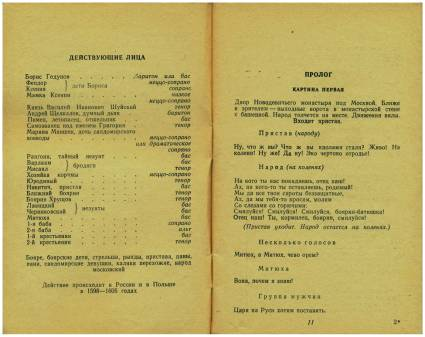 ДЕЙСТВУЮЩИЕ ЛИЦА
Борис Годунов . . . . . баритон или бас
Феодор } дети Бориса . . . . меццо-сопрано
Ксения } . . . . сопрано
Мамка Ксении . . . . . низкое
меццо-сопрано
Князь Василий Иванович Шуйский . . тенор
Андрей Щелкалов, думный дьяк . . баритон
Пимен, летописец, отшельник . . . бас
Самозванец под именем Григория . . тенор
Марина Мнишек, дочь сандомирского
воеводы . . . . . меццо-сопрано
или драматическое
сопрано
Рангони, тайный иезуит . . . бас
Варлаам } бродяги . . . . бас
Мисаил } . . . . тенор
Хозяйка корчмы . . . . меццо-сопрано
Юродивый . . . . . тенор
Никитич, пристав . . . . бас
Ближний боярин . . . . тенор
Боярин Хрущов . . . . тенор
Лавицкий } иезуиты . . . . бас
Черниковский } . . . . бас
Митюха . . . . . бас
1-я баба . . . . . сопрано
2-я баба . . . . . альт
1-й крестьянин . . . . бас
2-й крестьянин . . . . тенор
Бояре, боярские дети, стрельцы, рынды, пристава, паны,
пани, сандомирские девушки, калики перехожие, народ
московский
Действие происходит в России и в Польше
в 1598—1605 годах
ПРОЛОГ
КАРТИНА ПЕРВАЯ
Двор Новодевичьего монастыря под Москвой. Ближе
к зрителям — выходные ворота в монастырской стене
с башенкой. Народ толчется на месте. Движения вялы.
Входит пристав.
Пристав (народу)
Ну, что ж вы? Что ж вы идолами стали? Живо! На
колени! Ну же! Да ну! Эко чертово отродье!
Народ (на коленях)
На кого ты нас покидаешь, отец наш!
Ах, на кого-то ты оставляешь, родимый!
Мы да все твои сироты беззащитные,
Ах, да мы тебя-то просим, молим
Со слезами со горючими:
Смилуйся! Смилуйся! Смилуйся, боярин-батюшка!
Отец наш! Ты, кормилец, боярин, смилуйся!
(Пристав уходит. Народ остается на коленях.)
Несколько голосов
Митюх, а Митюх, чево орем?
Митюха
Вона, почем я знаю!
Группа мужчин
Царя на Руси хотим поставить.
11
2*